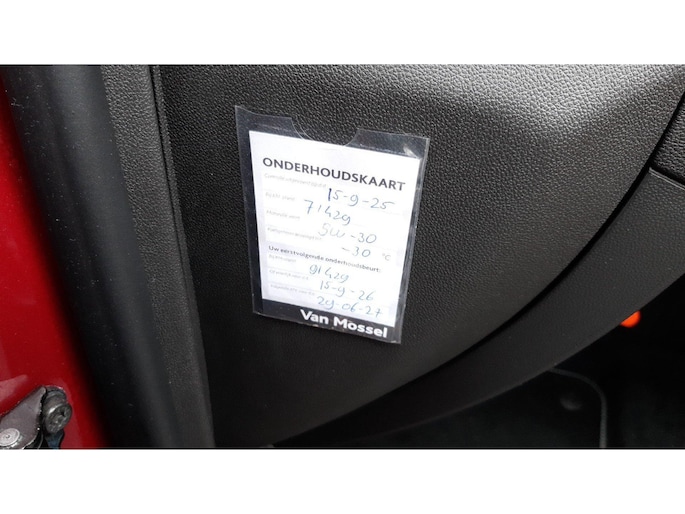 ONDERHOUDSKAART
15-9-25
71429
5W-30
-30 °C
Uw eerstvolgende onderhoudsbeurt:
91429
15-9-26
29-06-27
Van Mossel